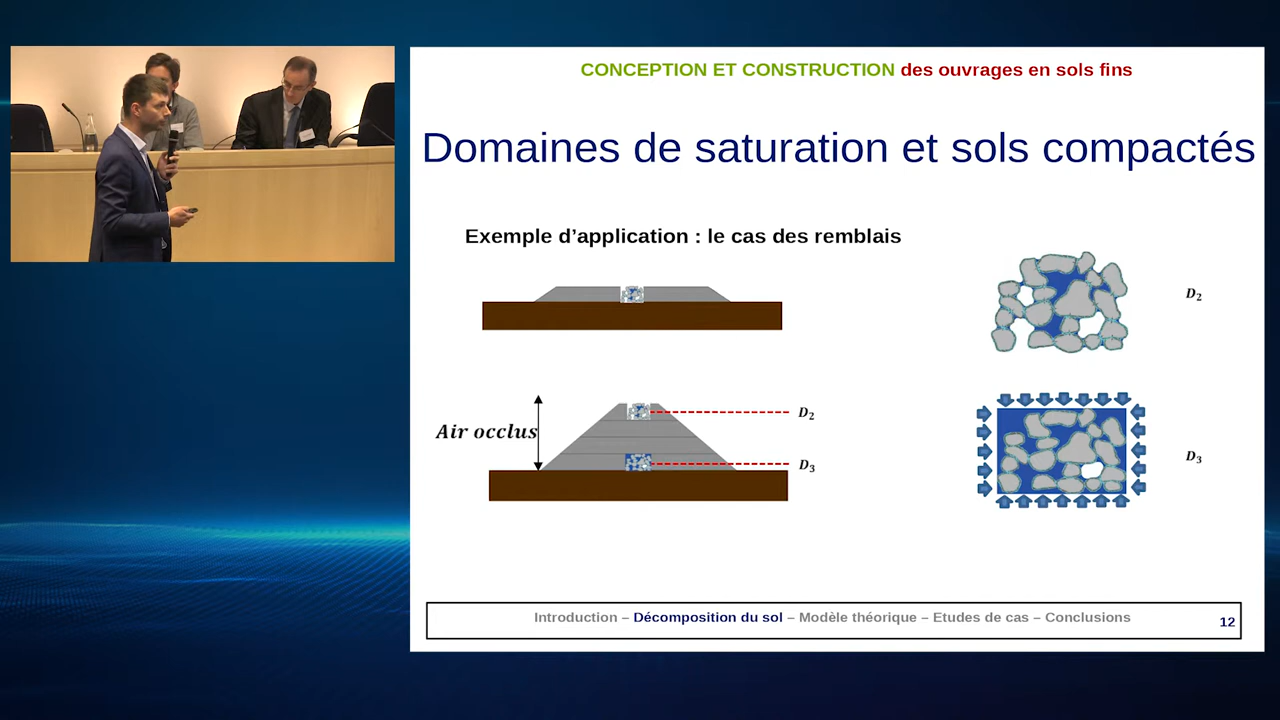 CONCEPTION ET CONSTRUCTION des ouvrages en sols fins
Domaines de saturation et sols compactés
Exemple d’application : le cas des remblais
D₂
Air occlus
D₂
D₃
D₃
Introduction – Décomposition du sol – Modèle théorique – Etudes de cas – Conclusions
12